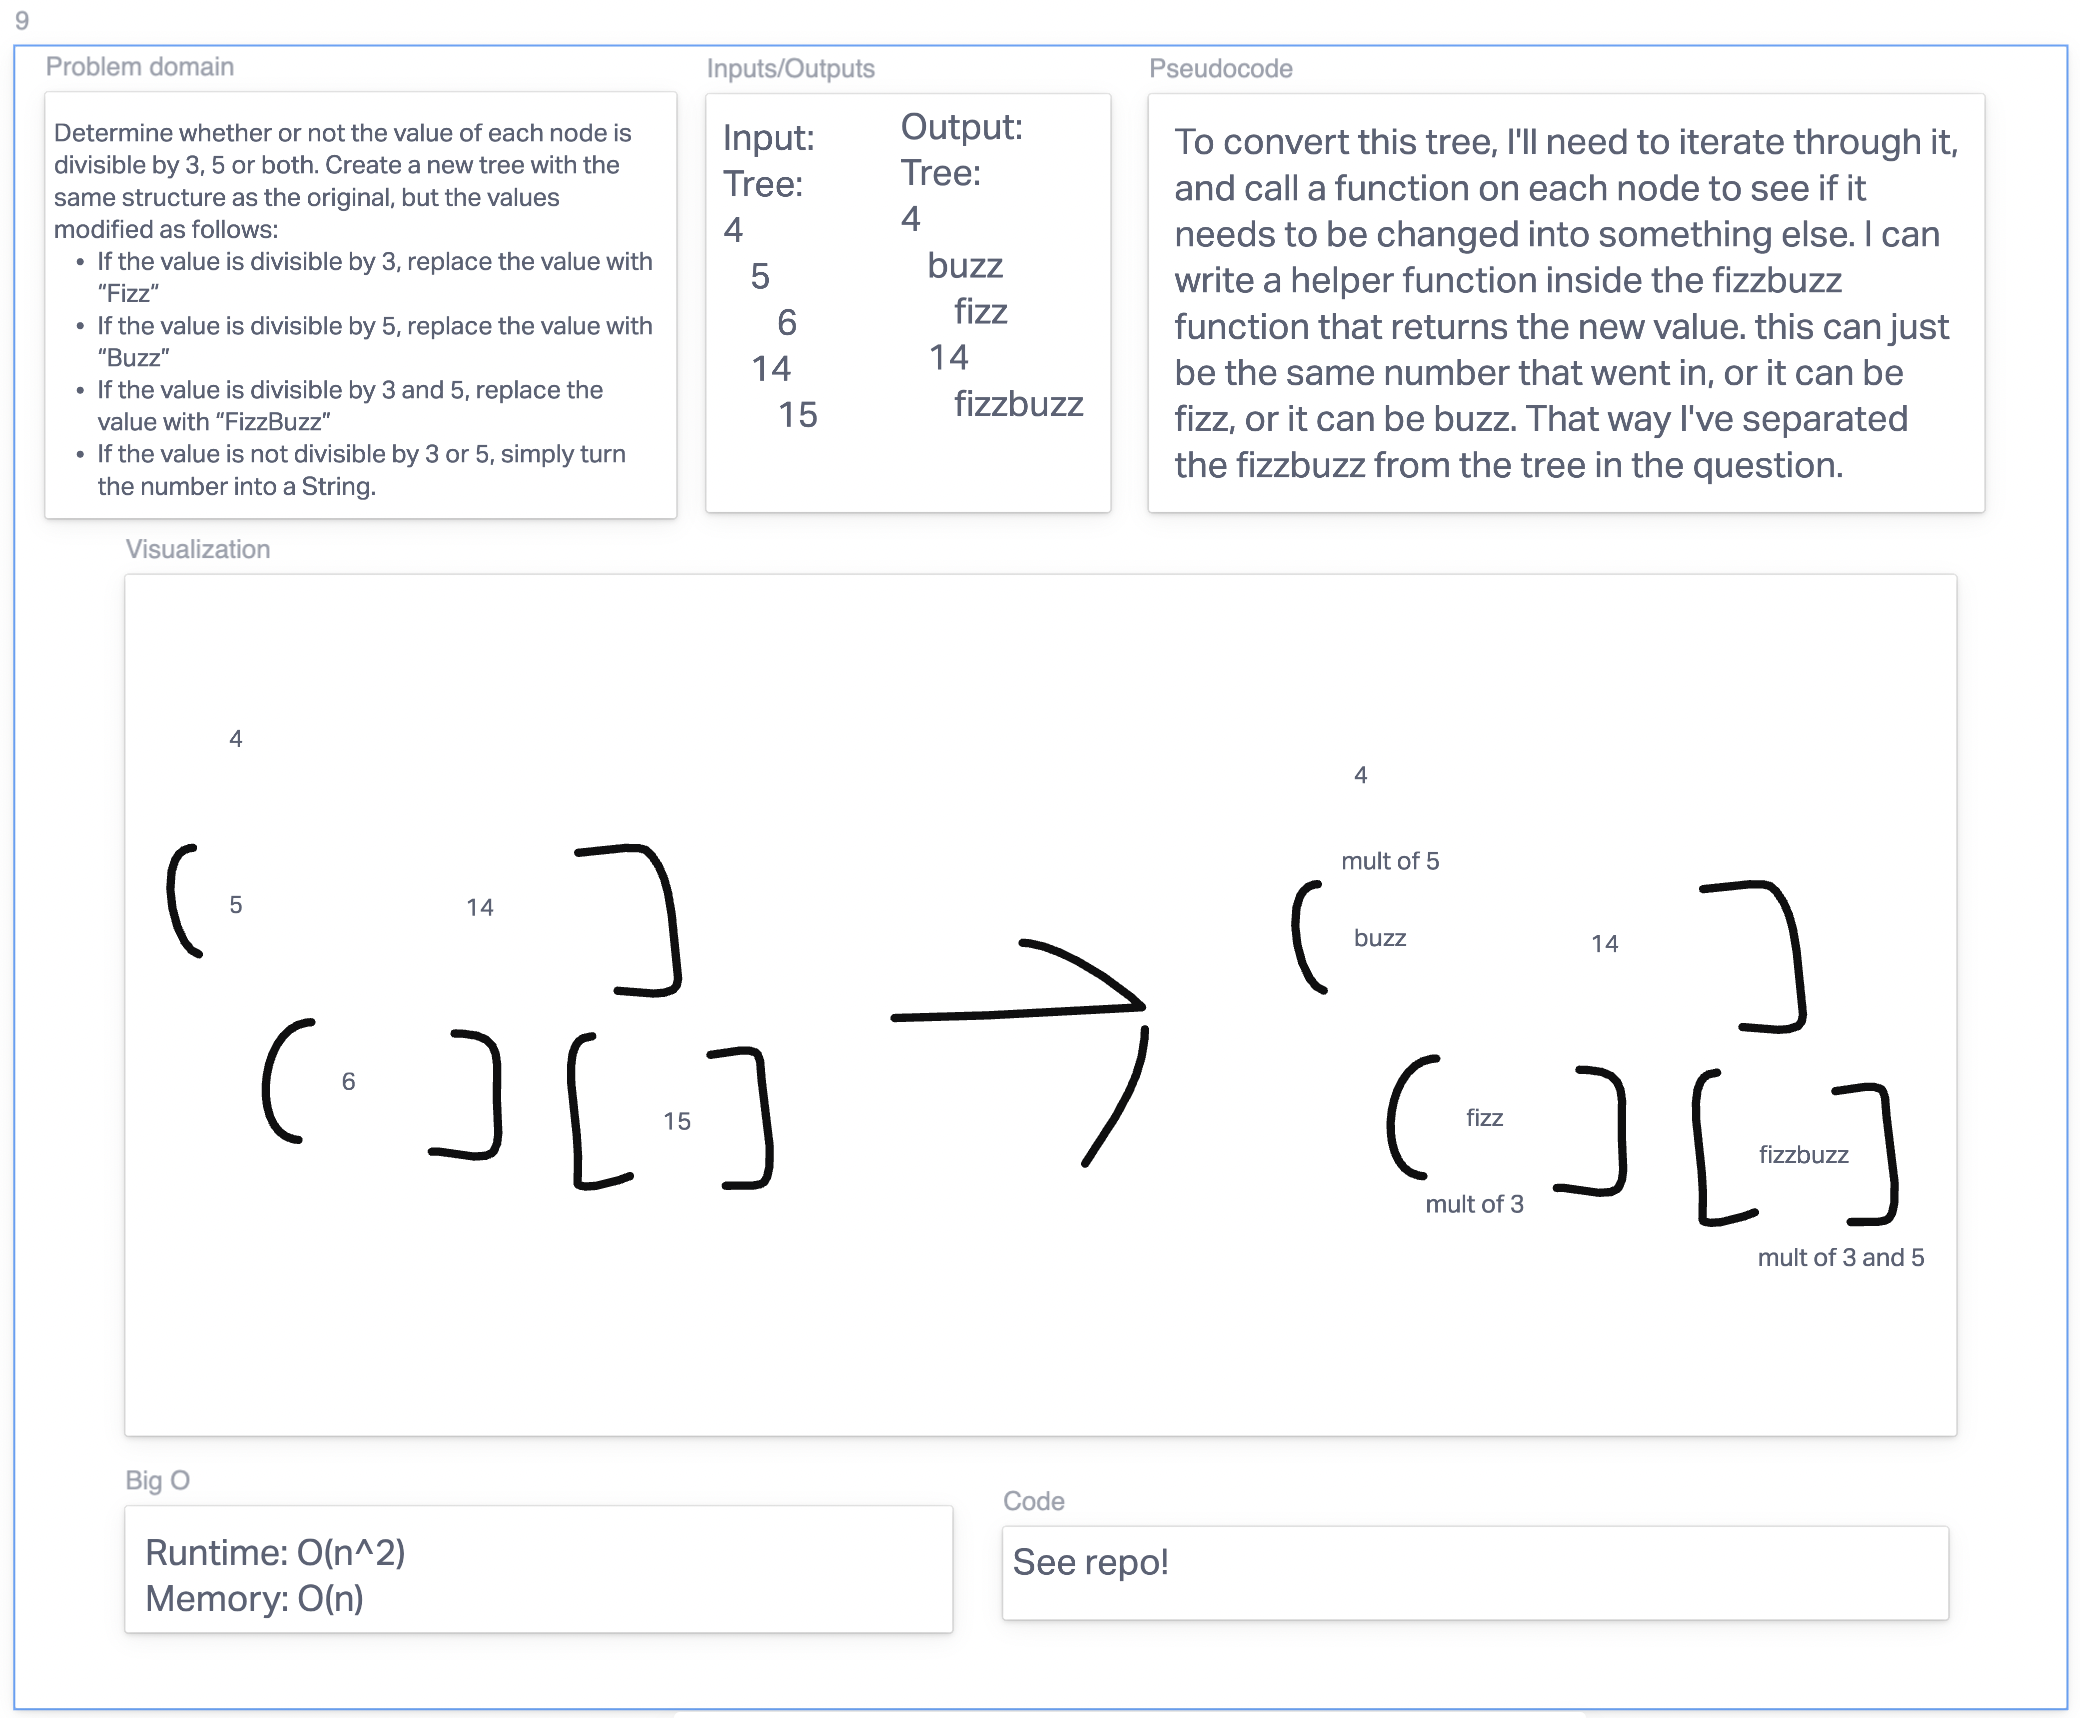 9
Problem domain
Determine whether or not the value of each node is
divisible by 3, 5 or both. Create a new tree with the
same structure as the original, but the values
modified as follows:
• If the value is divisible by 3, replace the value with
“Fizz”
• If the value is divisible by 5, replace the value with
“Buzz”
• If the value is divisible by 3 and 5, replace the
value with “FizzBuzz”
• If the value is not divisible by 3 or 5, simply turn
the number into a String.
Inputs/Outputs
Input:
Tree:
4
5
6
14
15
Output:
Tree:
4
buzz
fizz
14
fizzbuzz
Pseudocode
To convert this tree, I'll need to iterate through it,
and call a function on each node to see if it
needs to be changed into something else. I can
write a helper function inside the fizzbuzz
function that returns the new value. this can just
be the same number that went in, or it can be
fizz, or it can be buzz. That way I've separated
the fizzbuzz from the tree in the question.
Visualization
4
5 14
6
15
4
mult of 5
buzz 14
fizz
fizzbuzz
mult of 3
mult of 3 and 5
Big O
Runtime: O(n^2)
Memory: O(n)
Code
See repo!